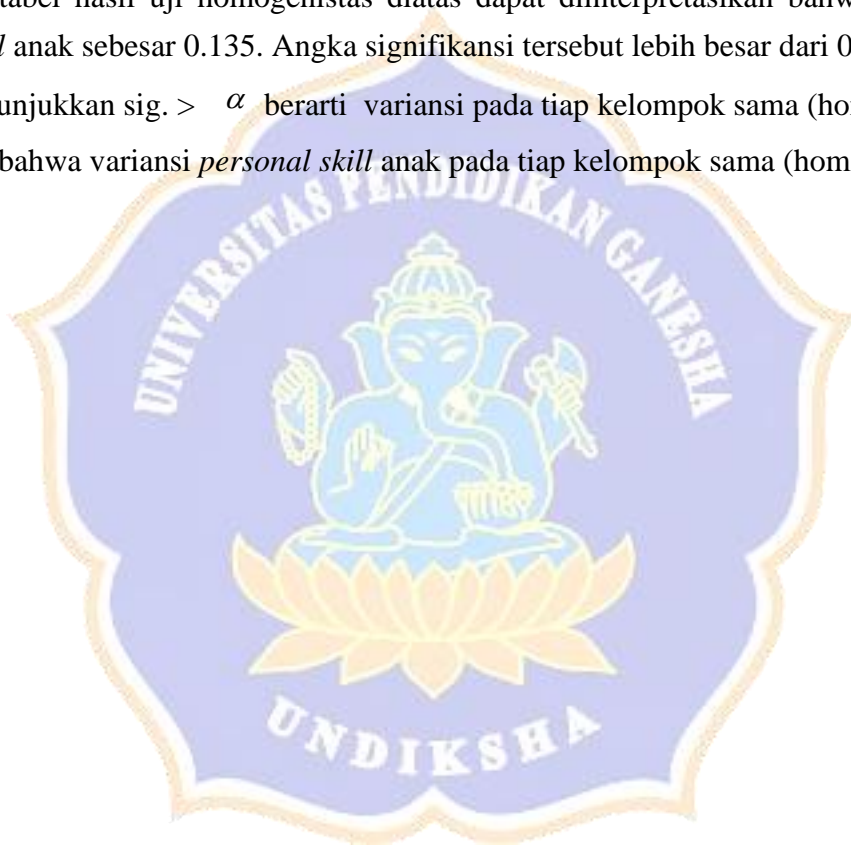 tabel hasil uji homogenistas diatas dapat diinterpretasikan bahw
l anak sebesar 0.135. Angka signifikansi tersebut lebih besar dari 0
unjukkan sig. > α berarti variansi pada tiap kelompok sama (ho
bahwa variansi personal skill anak pada tiap kelompok sama (hom
UNIVERSITAS PENDIDIKAN GANESHA
UNDIKSHA